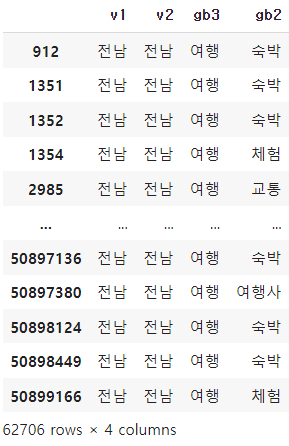 v1 v2 gb3 gb2
912 전남 전남 여행 숙박
1351 전남 전남 여행 숙박
1352 전남 전남 여행 숙박
1354 전남 전남 여행 체험
2985 전남 전남 여행 교통
... ... ... ... ...
50897136 전남 전남 여행 숙박
50897380 전남 전남 여행 여행사
50898124 전남 전남 여행 숙박
50898449 전남 전남 여행 숙박
50899166 전남 전남 여행 체험
62706 rows × 4 columns